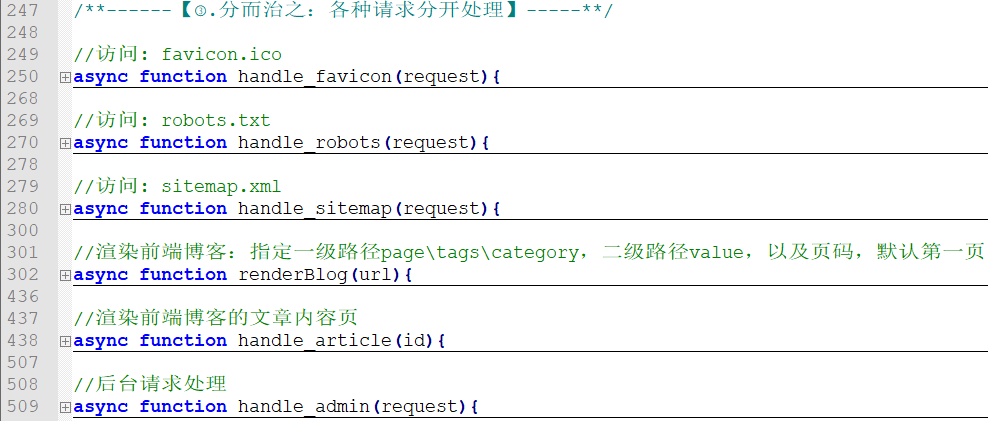 247 /**------【③.分而治之：各种请求分开处理】-----**/
248
249 //访问: favicon.ico
250 async function handle_favicon(request){
268
269 //访问: robots.txt
270 async function handle_robots(request){
278
279 //访问: sitemap.xml
280 async function handle_sitemap(request){
300
301 //渲染前端博客：指定一级路径page\tags\category，二级路径value，以及页码，默认第一页
302 async function renderBlog(url){
436
437 //渲染前端博客的文章内容页
438 async function handle_article(id){
507
508 //后台请求处理
509 async function handle_admin(request){